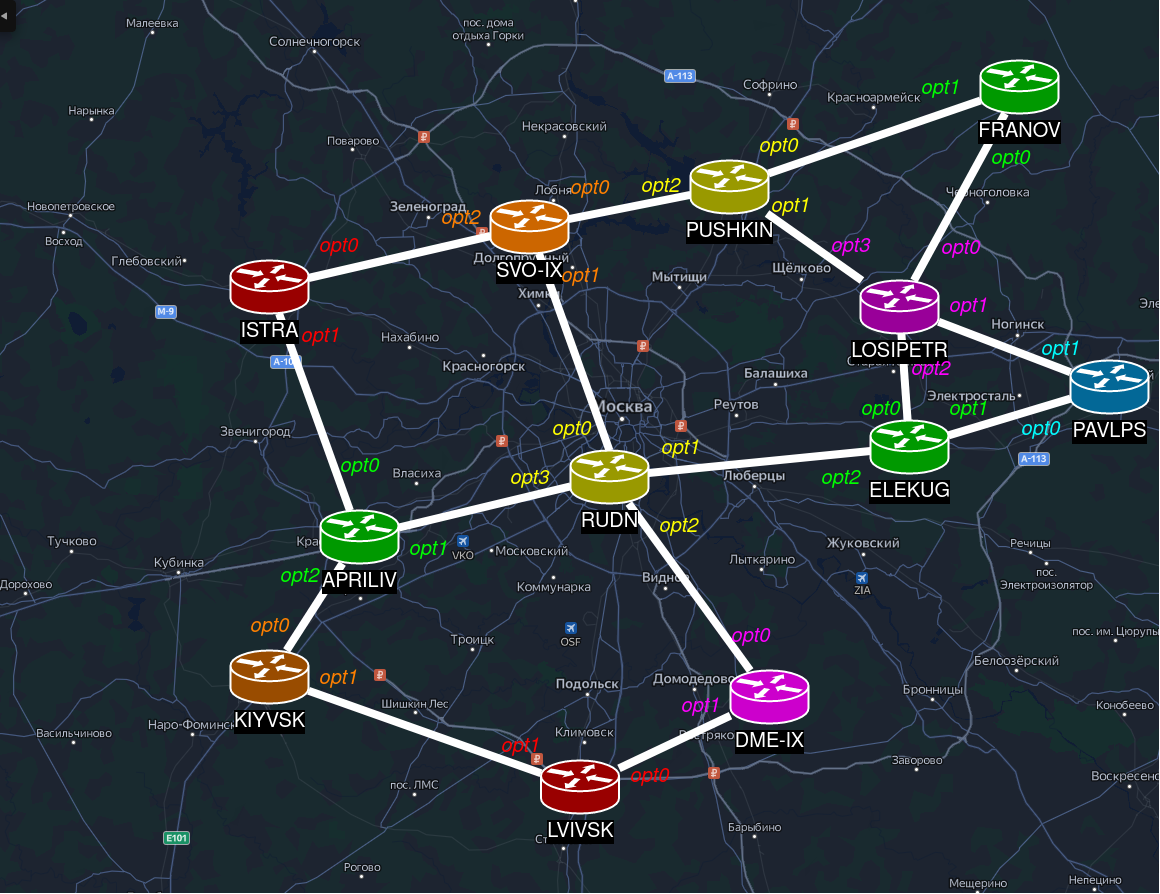 Малеевка
пос. дома
отдыха Горки
Солнечногорск
A-113
FRANOV
Софрино
Красноармейск
opt1
Нарынка
Некрасовский
Поварово
opt0
opt0
Черноголовка
Лобня
opt0
opt2
PUSHKIN
opt1
Зеленоград
opt2
Новопетровское
Восход
Глебовский
opt0
Долгопрудный
SVO-IX
opt1
opt3
opt0
Мытищи
Щёлково
ISTRA
opt1
Химки
M-9
Нахабино
Красногорск
LOSIPETR
opt1
Ногинск
opt1
opt2
Балашиха
Электросталь
PAVLPS
Москва
Реутов
opt0
opt1
opt0
Звенигород
opt0
opt0
opt1
A-113
Власиха
opt3
Люберцы
opt2
ELEKUG
RUDN
opt2
APRILIV
opt1
VKO
Московский
Тучково
Кубинка
Дорохово
opt2
Коммунарка
Видное
Лыткарино
Жуковский
ZIA
Речицы
пос.
Электроизолятор
opt0
Троицк
OSF
opt0
пос. им. Цюрупы
Белоозёрский
KIYVSK
opt1
Подольск
Домодедово
opt1
DME-IX
Бронницы
Конобеево
Шишкин Лес
Климовск
Наро-Фоминск
Васильчиново
opt1
opt0
Заворово
Воскресенс
пос. ЛМС
LVIVSK
E101
Барыбино
Рогово
Мещерино
Непецино